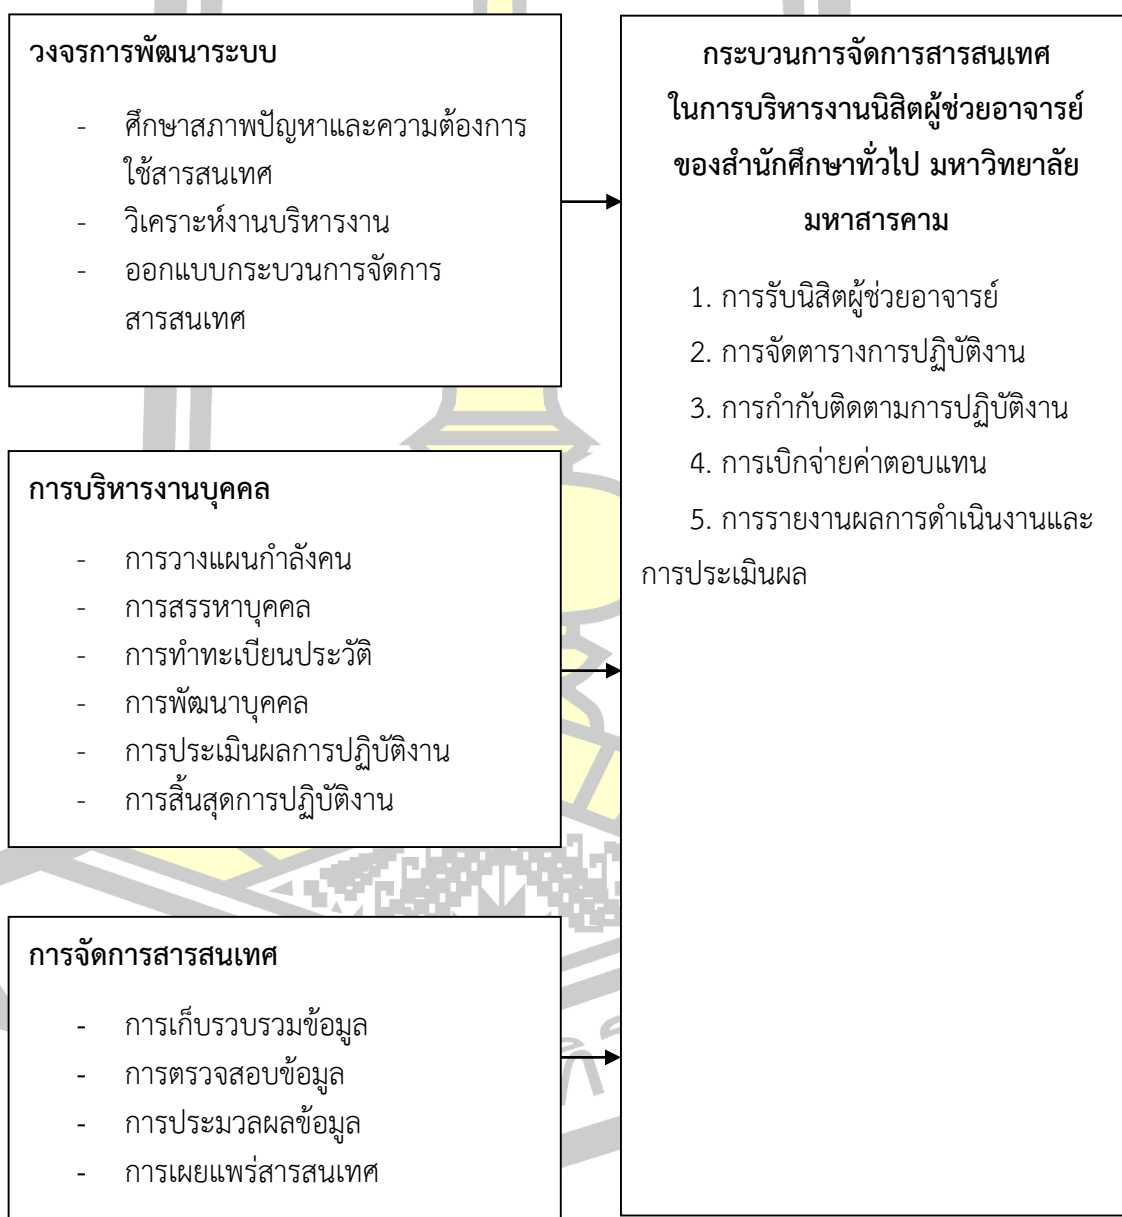 วงจรการพัฒนาระบบ
- ศึกษาสภาพปัญหาและความต้องการ
ใช้สารสนเทศ
- วิเคราะห์งานบริหารงาน
- ออกแบบกระบวนการจัดการ
สารสนเทศ
การบริหารงานบุคคล
- การวางแผนกำลังคน
- การสรรหาบุคคล
- การทำทะเบียนประวัติ
- การพัฒนาบุคคล
- การประเมินผลการปฏิบัติงาน
- การสิ้นสุดการปฏิบัติงาน
การจัดการสารสนเทศ
- การเก็บรวบรวมข้อมูล
- การตรวจสอบข้อมูล
- การประมวลผลข้อมูล
- การเผยแพร่สารสนเทศ
กระบวนการจัดการสารสนเทศ
ในการบริหารงานนิสิตผู้ช่วยอาจารย์
ของสำนักศึกษาทั่วไป มหาวิทยาลัย
มหาสารคาม
1. การรับนิสิตผู้ช่วยอาจารย์
2. การจัดตารางการปฏิบัติงาน
3. การกำกับติดตามการปฏิบัติงาน
4. การเบิกจ่ายค่าตอบแทน
5. การรายงานผลการดำเนินงานและ
การประเมินผล